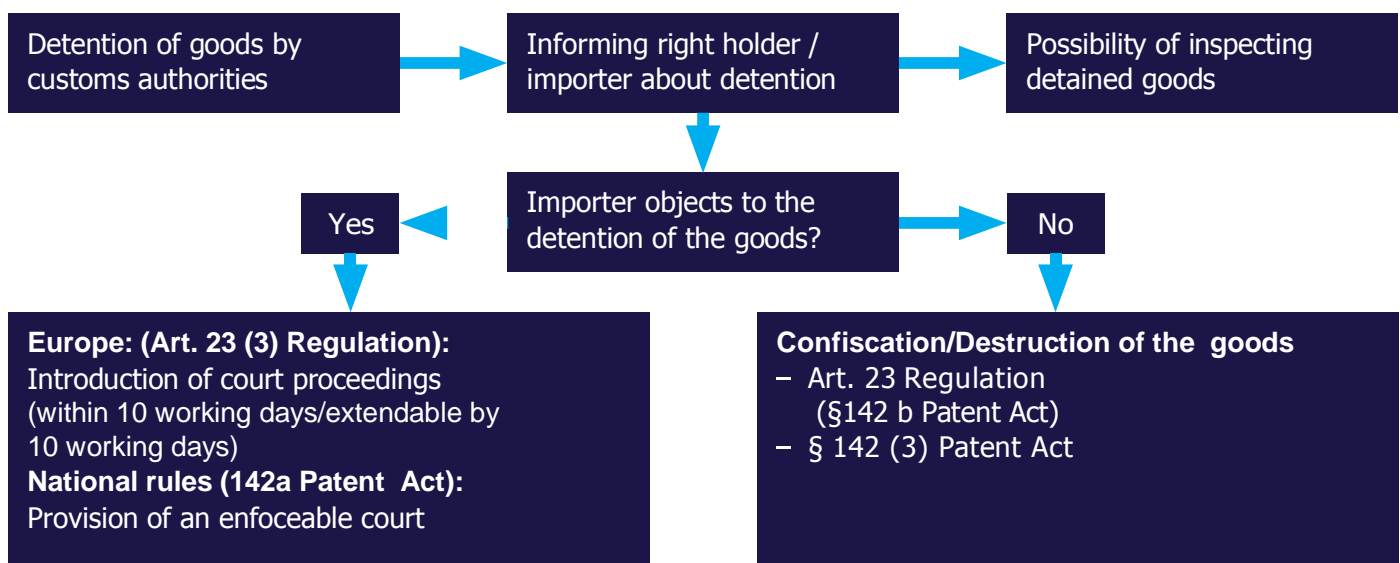 Detention of goods by
customs authorities
Informing right holder /
importer about detention
Possibility of inspecting
detained goods
Yes
Importer objects to the
detention of the goods?
No
Europe: (Art. 23 (3) Regulation):
Introduction of court proceedings
(within 10 working days/extendable by
10 working days)
National rules (142a Patent Act):
Provision of an enfoceable court
Confiscation/Destruction of the goods
– Art. 23 Regulation
(§142 b Patent Act)
– § 142 (3) Patent Act